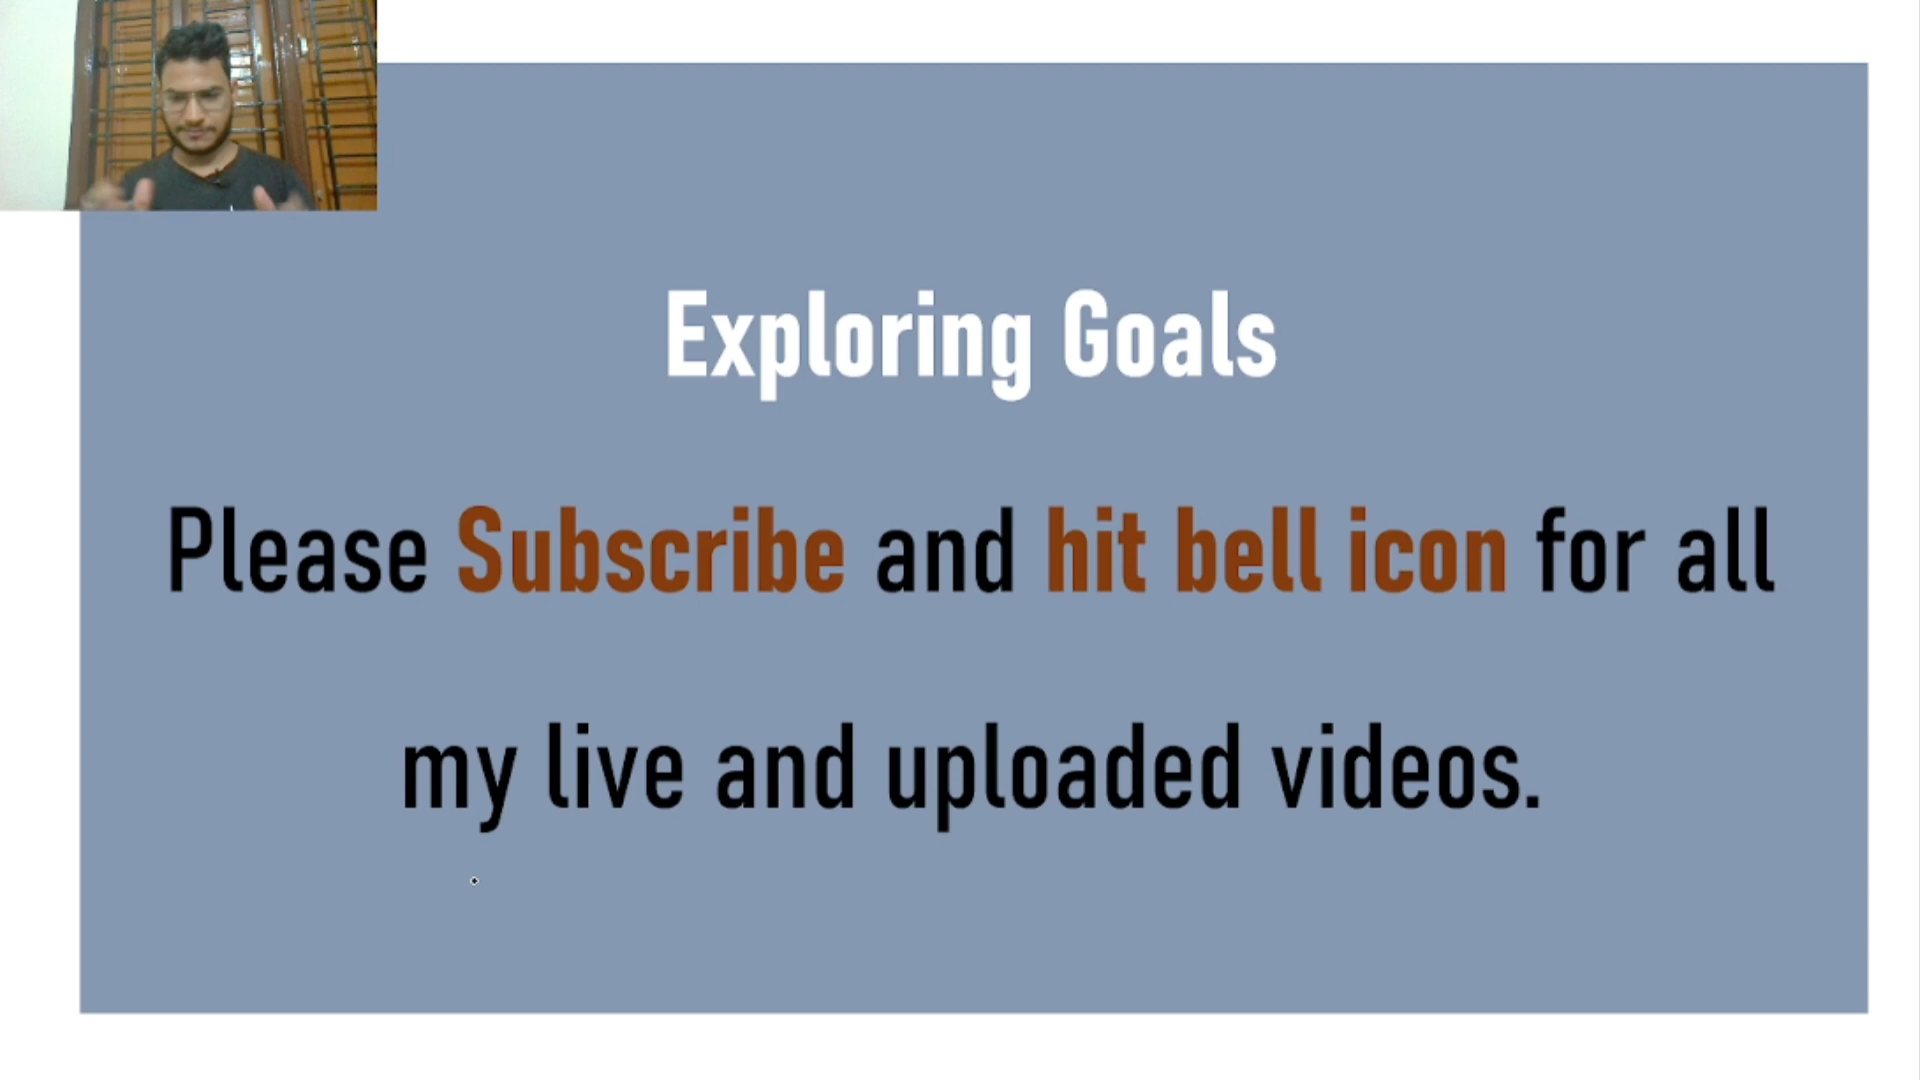 Exploring Goals
Please Subscribe and hit bell icon for all
my live and uploaded videos.